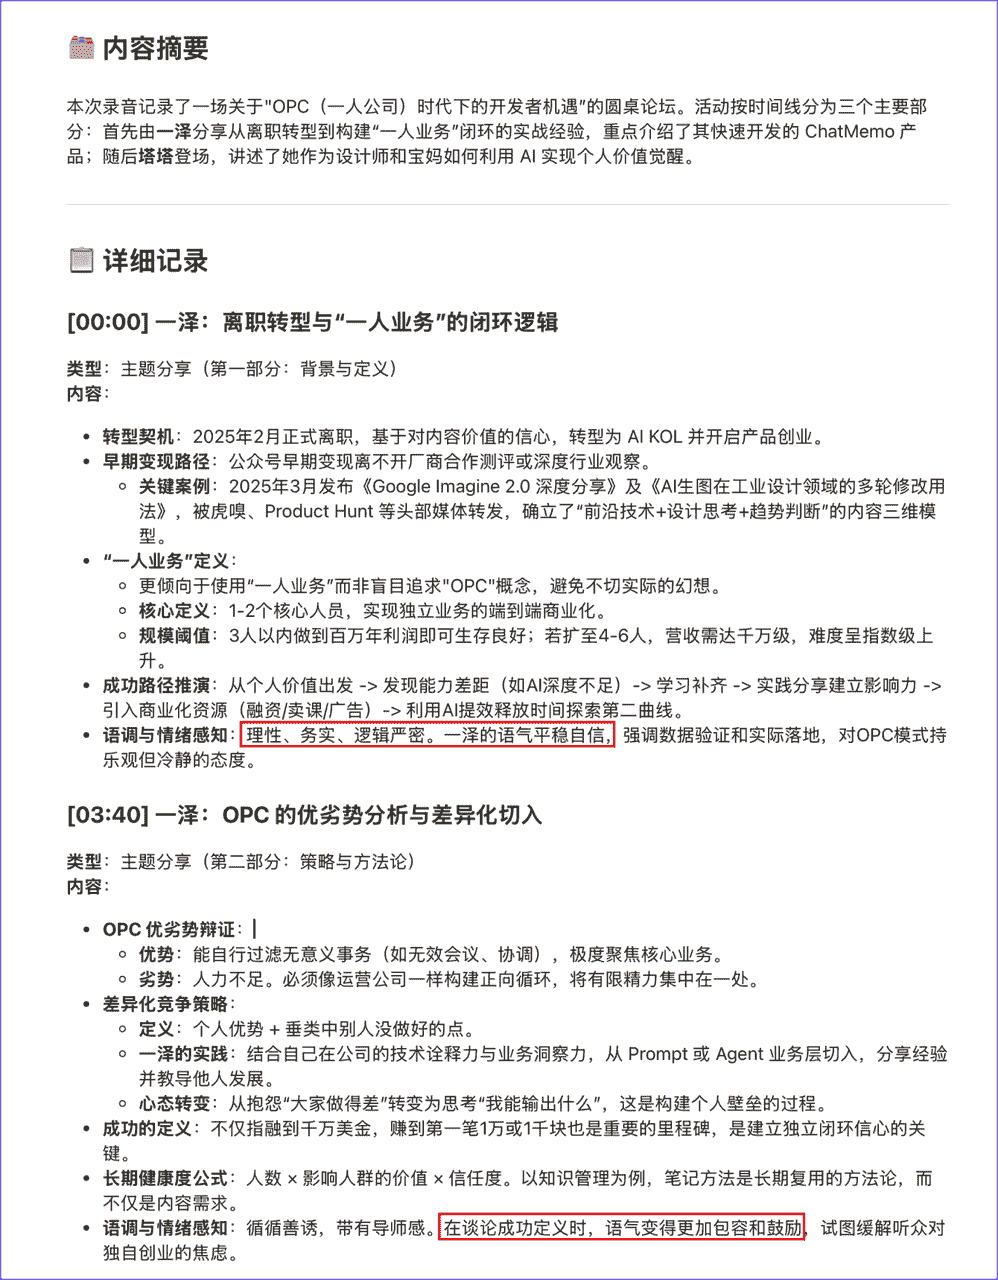 内容摘要
本次录音记录了一场关于"OPC（一人公司）时代下的开发者机遇”的圆桌论坛。活动按时间线分为三个主要部
分：首先由一泽分享从离职转型到构建“一人业务”闭环的实战经验，重点介绍了其快速开发的 ChatMemo 产
品；随后塔塔登场，讲述了她作为设计师和宝妈如何利用 AI 实现个人价值觉醒。
详细记录
[00:00] 一泽：离职转型与“一人业务”的闭环逻辑
类型：主题分享（第一部分：背景与定义）
内容：
• 转型契机：2025年2月正式离职，基于对内容价值的信心，转型为 AI KOL 并开启产品创业。
• 早期变现路径：公众号早期变现离不开厂商合作测评或深度行业观察。
◦ 关键案例：2025年3月发布《Google Imagine 2.0 深度分享》及《AI生图在工业设计领域的多轮修改用
法》，被虎嗅、Product Hunt 等头部媒体转发，确立了“前沿技术+设计思考+趋势判断”的内容三维模
型。
• “一人业务”定义：
◦ 更倾向于使用“一人业务”而非盲目追求"OPC"概念，避免不切实际的幻想。
◦ 核心定义：1-2个核心人员，实现独立业务的端到端商业化。
◦ 规模阈值：3人以内做到百万年利润即可生存良好；若扩至4-6人，营收需达千万级，难度呈指数级上
升。
• 成功路径推演：从个人价值出发 -> 发现能力差距（如AI深度不足）-> 学习补齐 -> 实践分享建立影响力 ->
引入商业化资源（融资/卖课/广告）-> 利用AI提效释放时间探索第二曲线。
• 语调与情绪感知：理性、务实、逻辑严密。一泽的语气平稳自信，强调数据验证和实际落地，对OPC模式持
乐观但冷静的态度。
[03:40] 一泽：OPC 的优劣势分析与差异化切入
类型：主题分享（第二部分：策略与方法论）
内容：
• OPC 优劣势辩证：|
◦ 优势：能自行过滤无意义事务（如无效会议、协调），极度聚焦核心业务。
◦ 劣势：人力不足。必须像运营公司一样构建正向循环，将有限精力集中在一处。
• 差异化竞争策略：
◦ 定义：个人优势 + 垂类中别人没做好的点。
◦ 一泽的实践：结合自己在公司的技术诠释力与业务洞察力，从 Prompt 或 Agent 业务层切入，分享经验
并教导他人发展。
◦ 心态转变：从抱怨“大家做得差”转变为思考“我能输出什么”，这是构建个人壁垒的过程。
• 成功的定义：不仅指融到千万美金，赚到第一笔1万或1千块也是重要的里程碑，是建立独立闭环信心的关
键。
• 长期健康度公式：人数 × 影响人群的价值 × 信任度。以知识管理为例，笔记方法是长期复用的方法论，而
不仅是内容需求。
• 语调与情绪感知：循循善诱，带有导师感。在谈论成功定义时，语气变得更加包容和鼓励，试图缓解听众对
独自创业的焦虑。